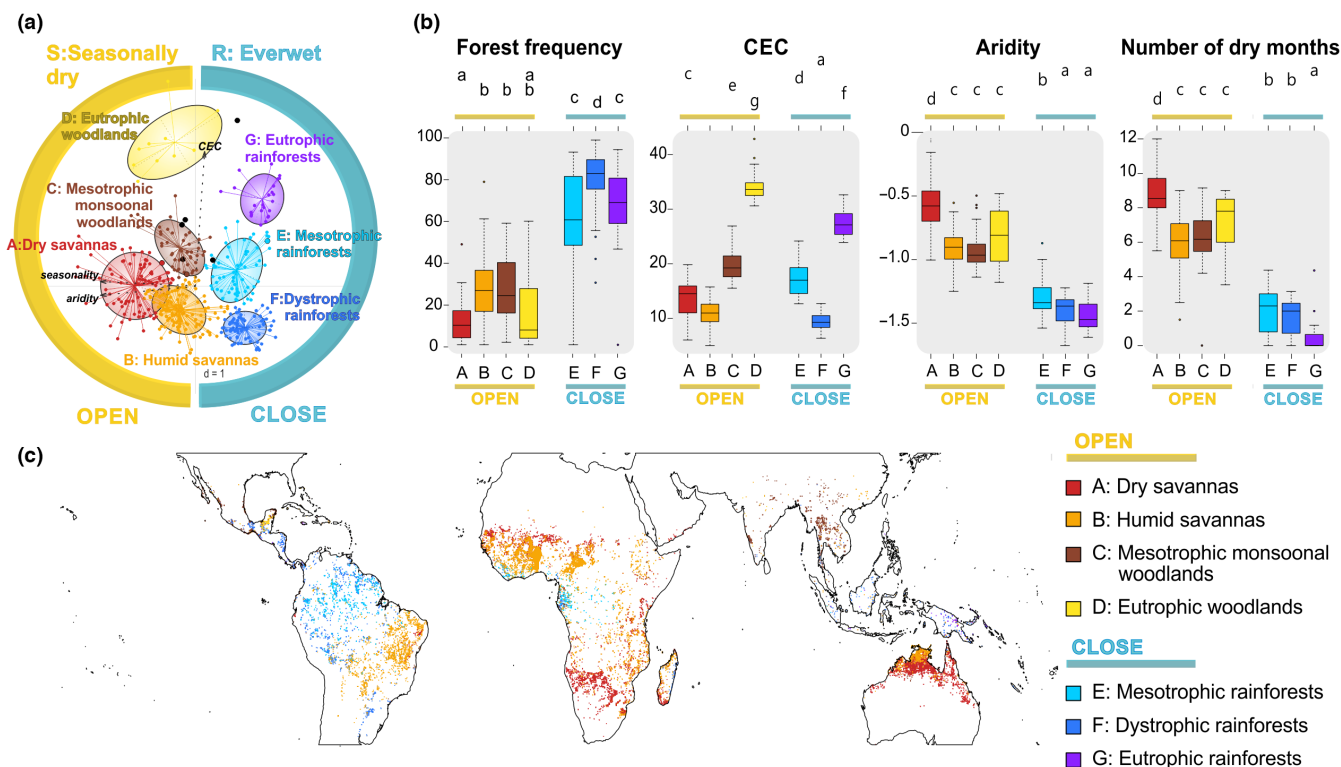 (a)
S:Seasonally
dry
R: Everwet
D: Eutrophic
woodlands
CEC
G: Eutrophic
rainforests
C: Mesotrophic
monsoonal
woodlands
A:Dry savannas
E: Mesotrophic
rainforests
seasonality
aridity
F:Dystrophic
rainforests
B: Humid savannas
d = 1
OPEN
CLOSE
(b)
Forest frequency
a b b a b c d c
100
80
60
40
20
0
A B C D E F G
OPEN CLOSE
CEC
c a e g d a f
40
30
20
10
A B C D E F G
OPEN CLOSE
Aridity
d c c c b a a
0
−0.5
−1.0
−1.5
A B C D E F G
OPEN CLOSE
Number of dry months
d c c c b b a
12
10
8
6
4
2
0
A B C D E F G
OPEN CLOSE
(c)
OPEN
A: Dry savannas
B: Humid savannas
C: Mesotrophic monsoonal
woodlands
D: Eutrophic woodlands
CLOSE
E: Mesotrophic rainforests
F: Dystrophic rainforests
G: Eutrophic rainforests